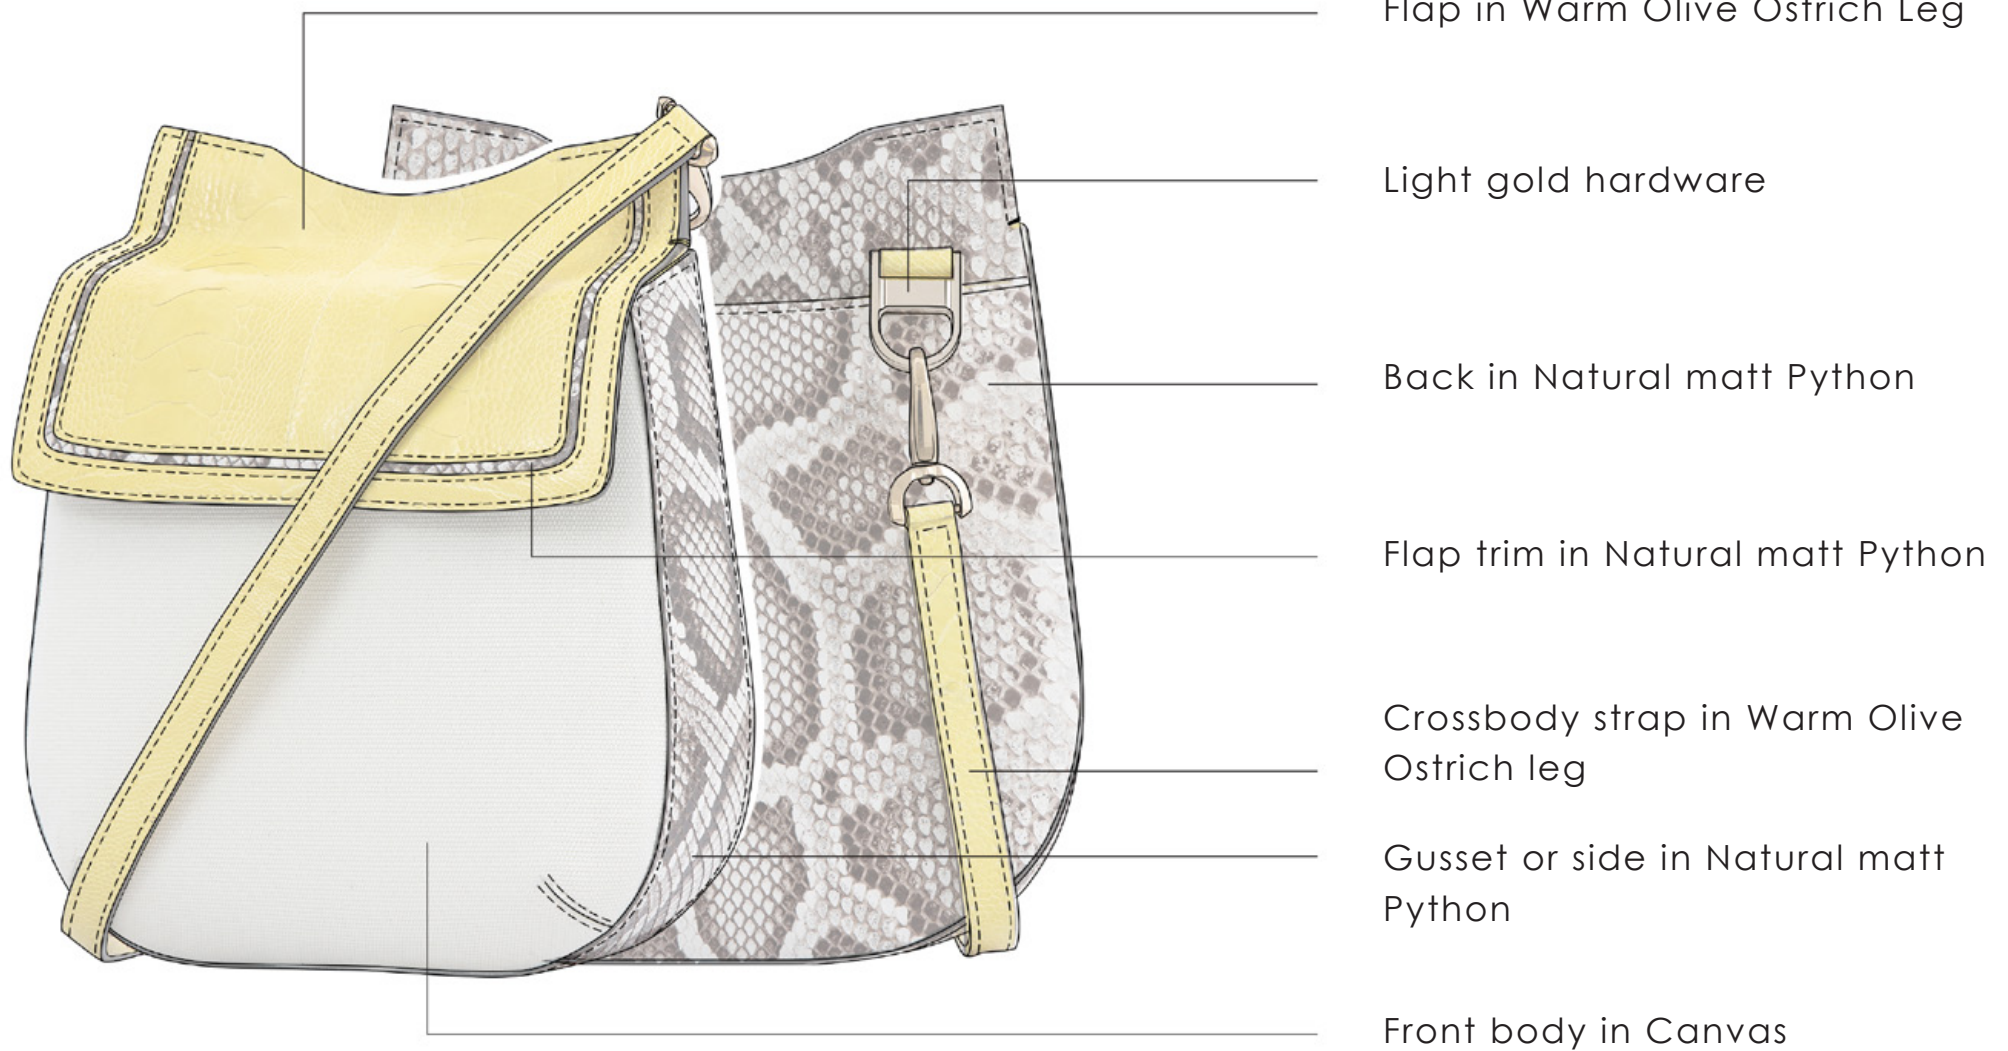 Flap in Warm Olive Ostrich Leg
Light gold hardware
Back in Natural matt Python
Flap trim in Natural matt Python
Crossbody strap in Warm Olive
Ostrich leg
Gusset or side in Natural matt
Python
Front body in Canvas